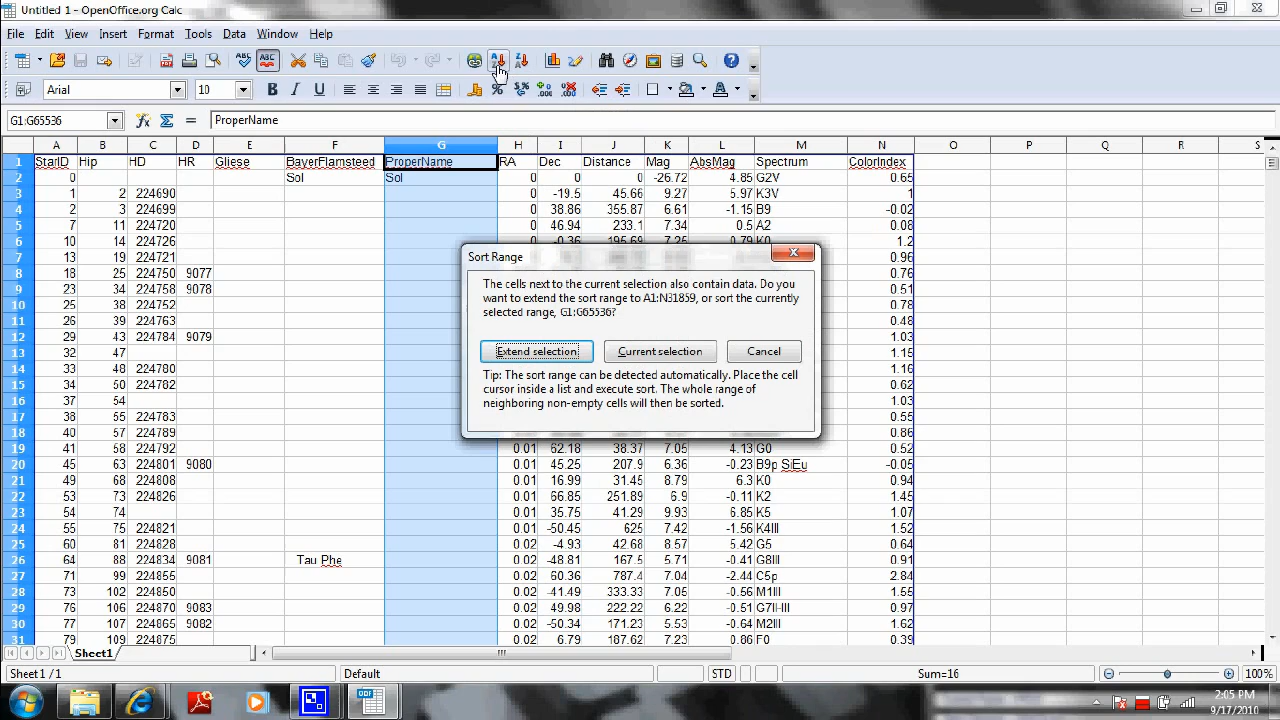 Untitled 1 - OpenOffice.org Calc
File Edit View Insert Format Tools Data Window Help
Arial 10
G1:G65536 ProperName
A B C D E F G H I J K L M N O P Q R S
1 StarID Hip HD HR Gliese BayerFlamsteed ProperName RA Dec Distance Mag AbsMag Spectrum ColorIndex
2 0 Sol Sol 0 0 0 -26.72 4.85 G2V 0.65
3 1 2 224690 0 -19.5 45.66 9.27 5.97 K3V 1
4 2 3 224699 0 38.86 355.87 6.61 -1.15 B9 -0.02
5 7 11 224720 0 46.94 233.1 7.34 0.5 A2 0.08
6 10 14 224726 0 -0.36 195.69 7.25 0.79 K0 1.2
7 12 19 224721 0.96
8 18 25 224750 9077 0.76
9 23 34 224758 9078 0.51
10 25 38 224752 0.78
11 26 39 224763 0.48
12 29 43 224784 9079 1.03
13 32 47 1.15
14 33 48 224780 1.16
15 34 50 224782 0.62
16 37 54 1.03
17 38 55 224783 0.55
18 40 57 224789 0.86
19 41 58 224792 0.01 62.18 38.37 7.05 4.13 G0 0.52
20 45 63 224801 9080 0.01 45.25 207.9 6.36 -0.23 B9p SiEu -0.05
21 49 68 224808 0.01 16.99 31.45 8.79 6.3 K0 0.94
22 53 73 224826 0.01 66.85 251.89 6.9 -0.11 K2 1.45
23 54 74 0.01 35.75 41.29 9.93 6.85 K5 1.07
24 55 75 224821 0.01 -50.45 625 7.42 -1.56 K4III 1.52
25 60 81 224828 0.02 -4.93 42.68 8.57 5.42 G5 0.64
26 64 88 224834 9081 Tau Phe 0.02 -48.81 167.5 5.71 -0.41 G8III 0.91
27 71 99 224855 0.02 60.36 787.4 7.04 -2.44 C5p 2.84
28 73 102 224850 0.02 -41.49 333.33 7.05 -0.56 M1III 1.55
29 76 106 224870 9083 0.02 49.98 222.22 6.22 -0.51 G7II-III 0.97
30 77 107 224865 9082 0.02 -50.34 171.23 5.53 -0.64 M2III 1.62
31 79 109 224875 0.02 6.79 187.62 7.23 0.86 F0 0.39
Sort Range
The cells next to the current selection also contain data. Do you
want to extend the sort range to A1:N31859, or sort the currently
selected range, G1:G65536?
Extend selection Current selection Cancel
Tip: The sort range can be detected automatically. Place the cell
cursor inside a list and execute sort. The whole range of
neighboring non-empty cells will then be sorted.
Sheet1
Sheet 1 / 1 Default STD Sum=16 100%
2:05 PM
9/17/2010